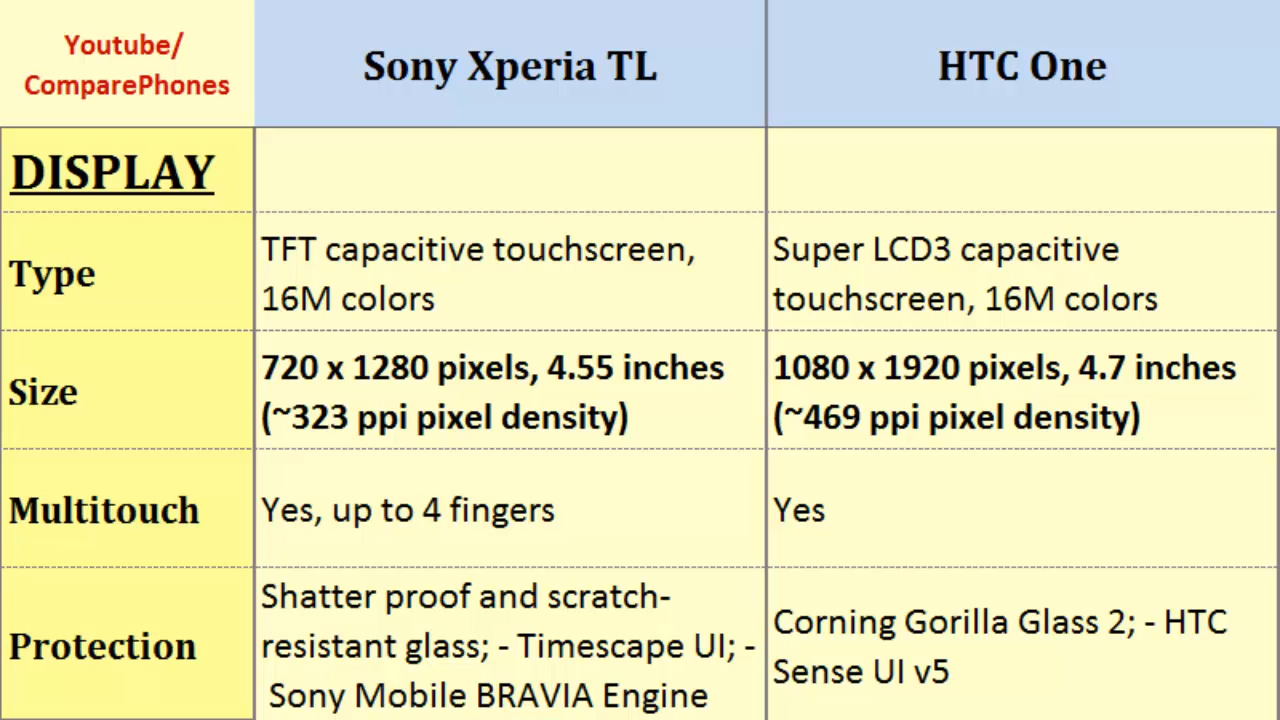 Youtube/
ComparePhones
Sony Xperia TL
HTC One
DISPLAY
Type
TFT capacitive touchscreen,
16M colors
Super LCD3 capacitive
touchscreen, 16M colors
Size
720 x 1280 pixels, 4.55 inches
(~323 ppi pixel density)
1080 x 1920 pixels, 4.7 inches
(~469 ppi pixel density)
Multitouch
Yes, up to 4 fingers
Yes
Protection
Shatter proof and scratch-
resistant glass; - Timescape UI; -
Sony Mobile BRAVIA Engine
Corning Gorilla Glass 2; - HTC
Sense UI v5